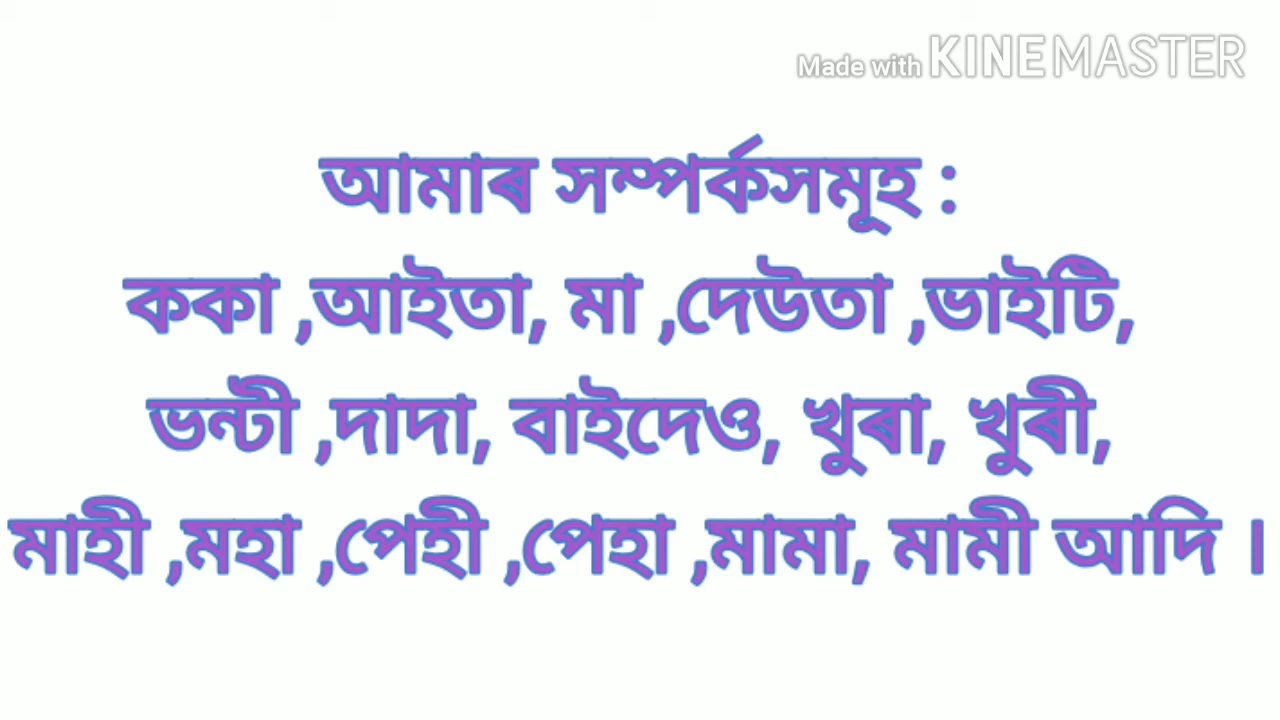 Made with KINEMASTER
আমাৰ সম্পৰ্কসমূহ :
ককা ,আইতা, মা ,দেউতা ,ভাইটি,
ভন্টী ,দাদা, বাইদেও, খুৰা, খুৰী,
মাহী ,মহা ,পেহী ,পেহা ,মামা, মামী আদি ।